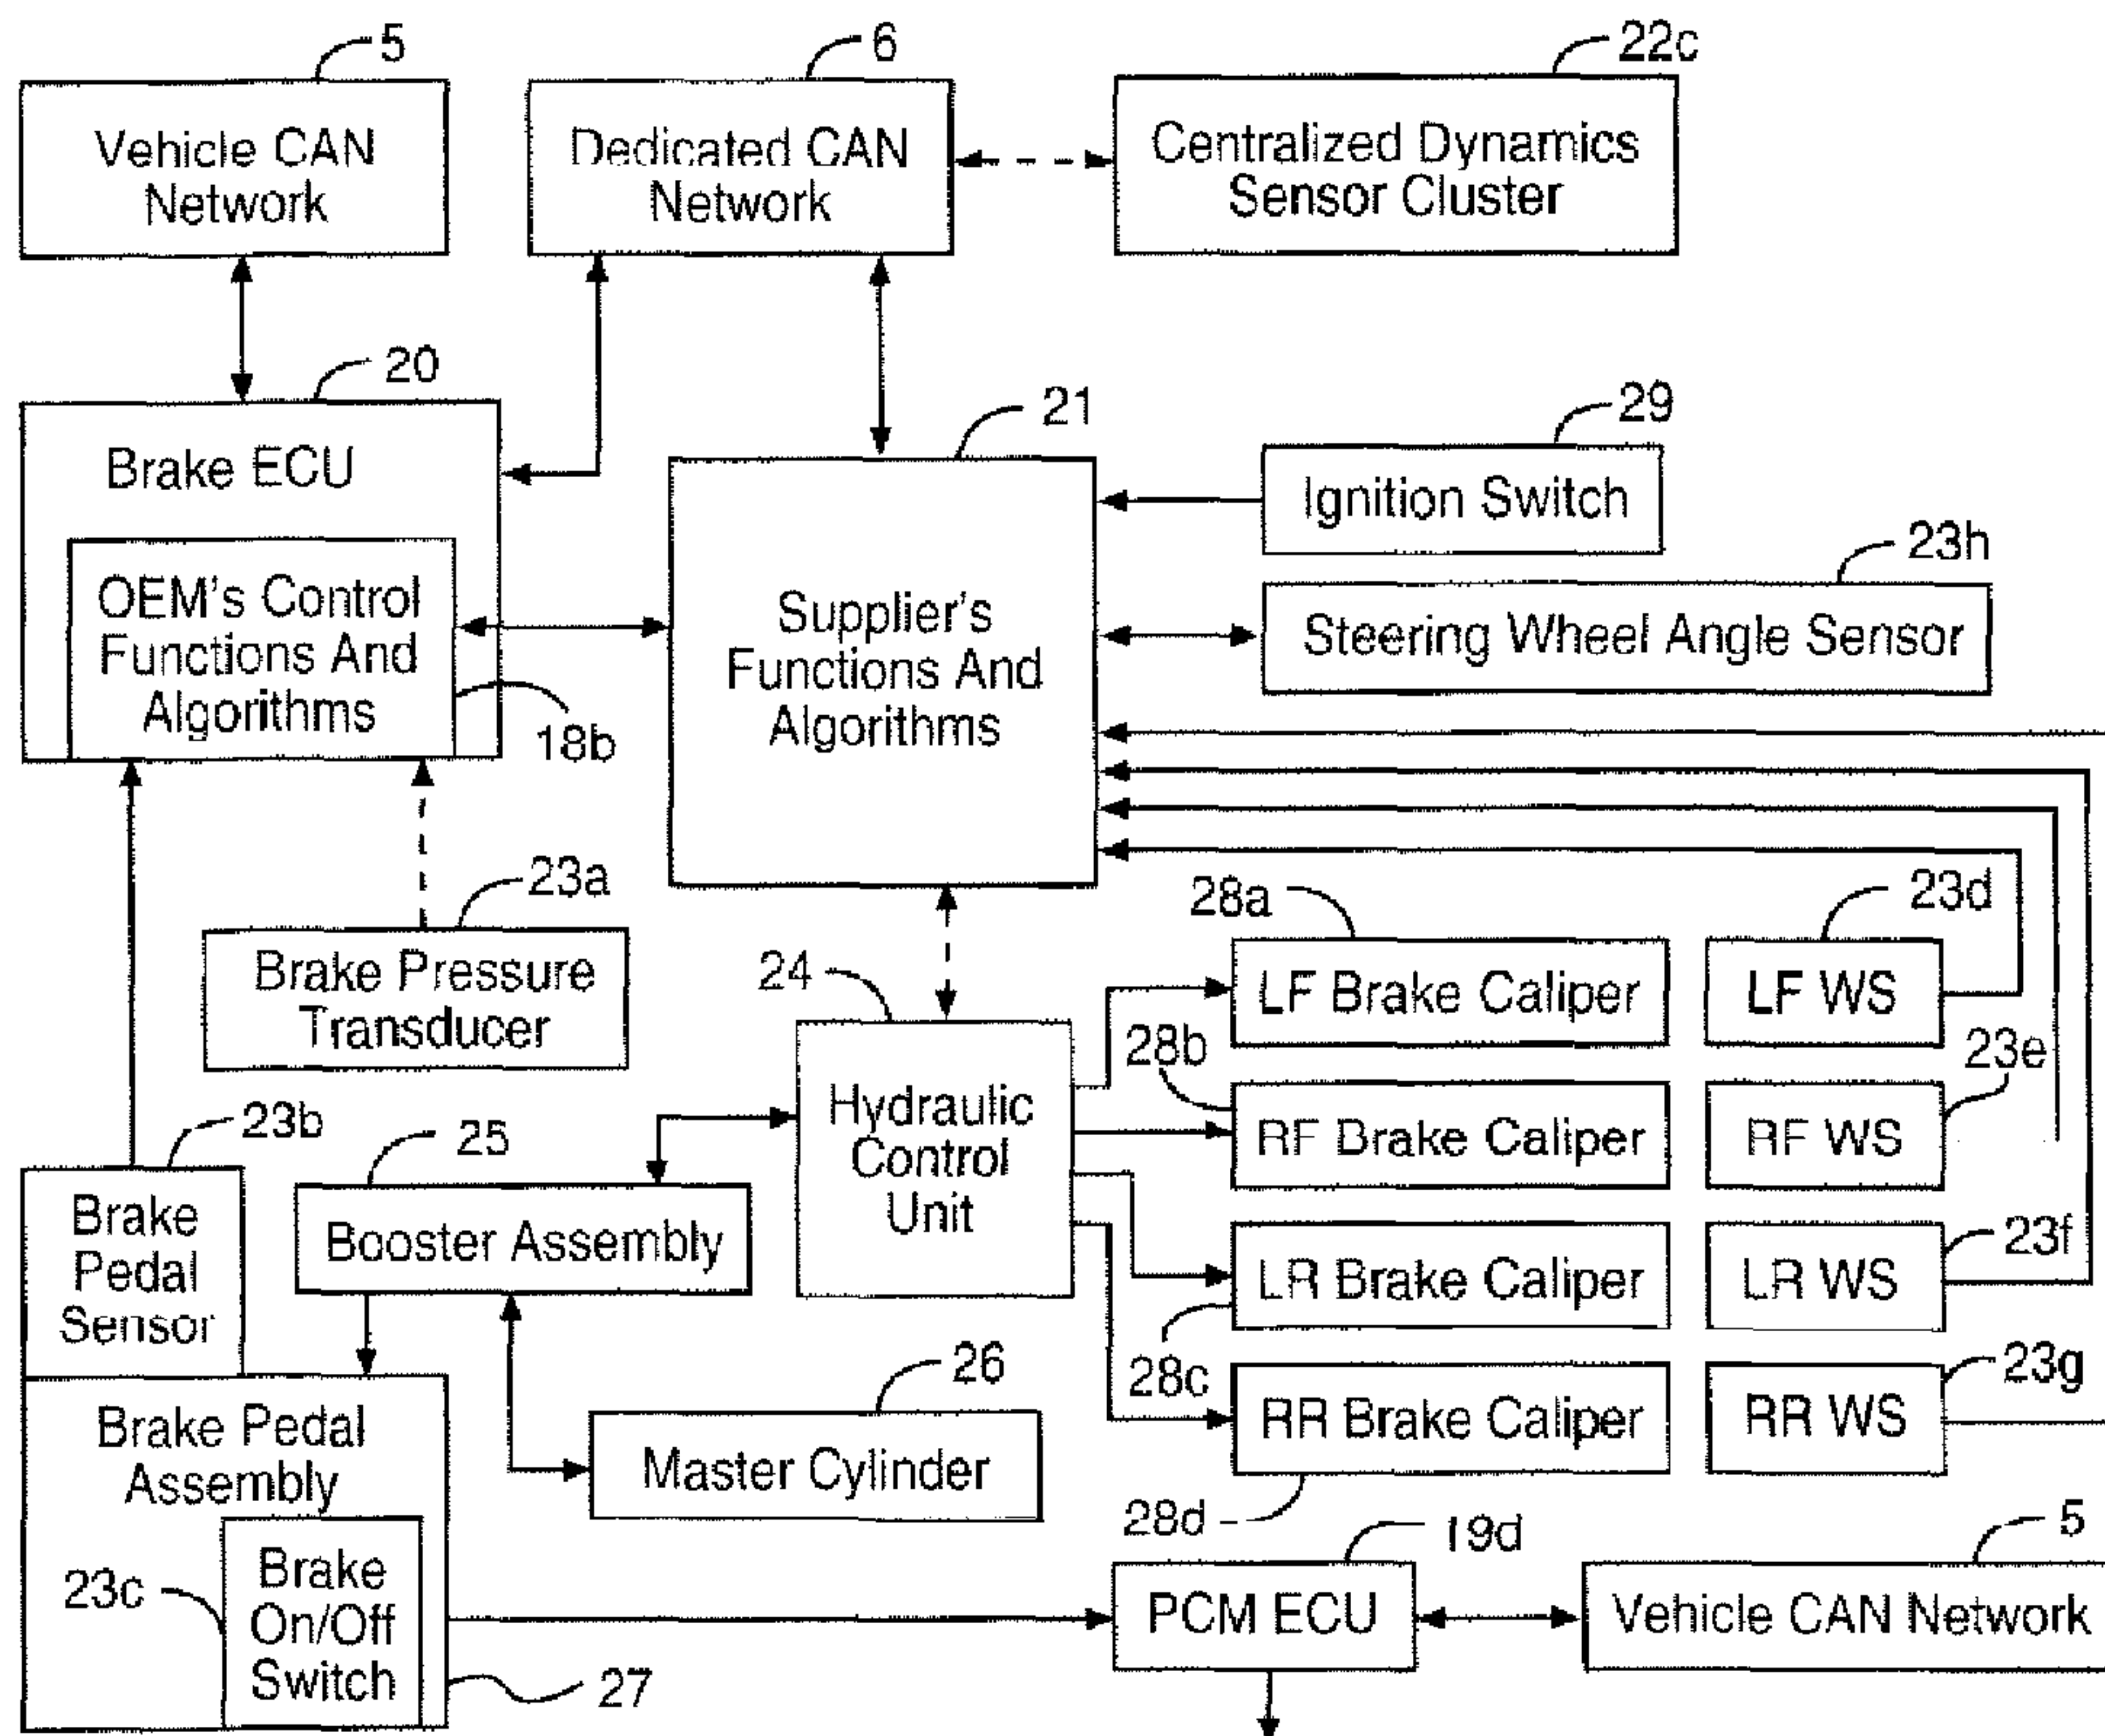 5
6
22c
Vehicle CAN
Network
Dedicated CAN
Network
Centralized Dynamics
Sensor Cluster
20
21
29
Brake ECU
Ignition Switch
23h
OEM's Control
Functions And
Algorithms
18b
Supplier's
Functions And
Algorithms
Steering Wheel Angle Sensor
23a
Brake Pressure
Transducer
24
28a
23d
LF Brake Caliper
LF WS
28b
23e
Hydraulic
Control
Unit
RF Brake Caliper
RF WS
23b
25
Brake
Pedal
Sensor
Booster Assembly
LR Brake Caliper
LR WS
23f
28c
26
23g
Brake Pedal
Assembly
Master Cylinder
RR Brake Caliper
RR WS
28d
19d
5
23c
Brake
On/Off
Switch
27
PCM ECU
Vehicle CAN Network